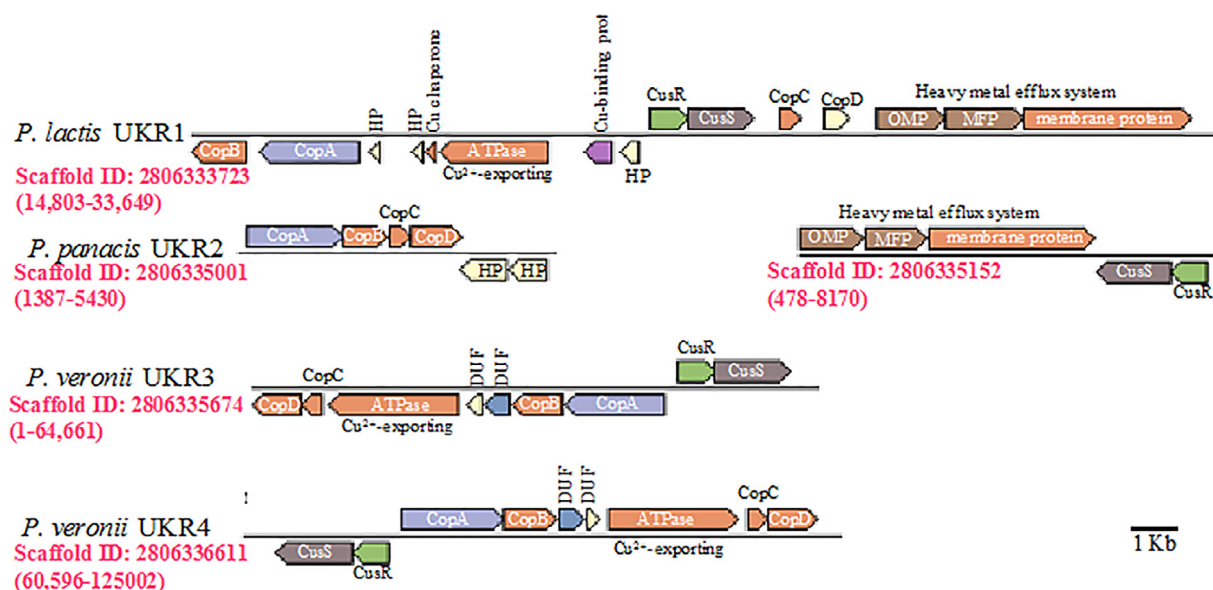 HP
HP
Cu chaperone
Cu-binding prot
CusR
CusS
CopC
CopD
Heavy metal efflux system
OMP
MFP
membrane protein
P. lactis UKR1
CopB
CopA
ATPase
Cu²⁺-exporting
HP
Scaffold ID: 2806333723
(14,803-33,649)
CopC
CopA
CopB
CopD
P. panacis UKR2
HP
HP
Scaffold ID: 2806335001
(1387-5430)
Heavy metal efflux system
OMP
MFP
membrane protein
Scaffold ID: 2806335152
(478-8170)
CusS
CusR
CusR
CusS
DUF
DUF
P. veronii UKR3
CopC
CopD
ATPase
CopB
CopA
Cu²⁺-exporting
Scaffold ID: 2806335674
(1-64,661)
DUF
DUF
CopC
CopA
CopB
ATPase
CopD
P. veronii UKR4
Cu²⁺-exporting
Scaffold ID: 2806336611
(60,596-125002)
CusS
CusR
1 Kb